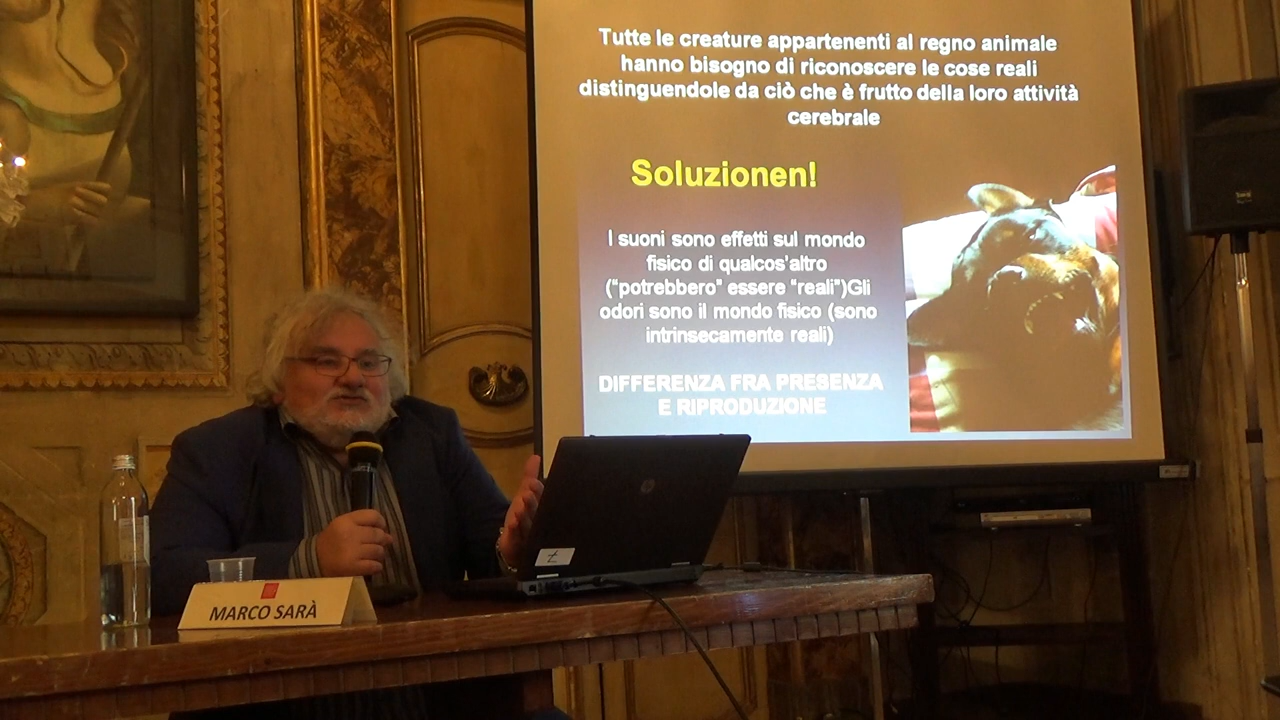 Tutte le creature appartenenti al regno animale
hanno bisogno di riconoscere le cose reali
distinguendole da ciò che è frutto della loro attività
cerebrale
Soluzionen!
I suoni sono effetti sul mondo
fisico di qualcos'altro
("potrebbero" essere "reali")Gli
odori sono il mondo fisico (sono
intrinsecamente reali)
DIFFERENZA FRA PRESENZA
E RIPRODUZIONE
MARCO SARÀ